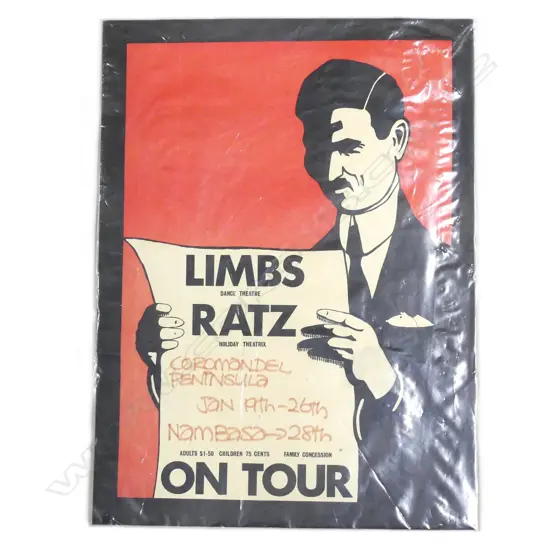 LIMBS
DANCE THEATRE
RATZ
HOLIDAY THEATRIX
COROMANDEL
PENINSULA
JAN 19th-26th
NAMBASA→28th
ADULTS $1-50 CHILDREN 75 CENTS FAMILY CONCESSION
ON TOUR